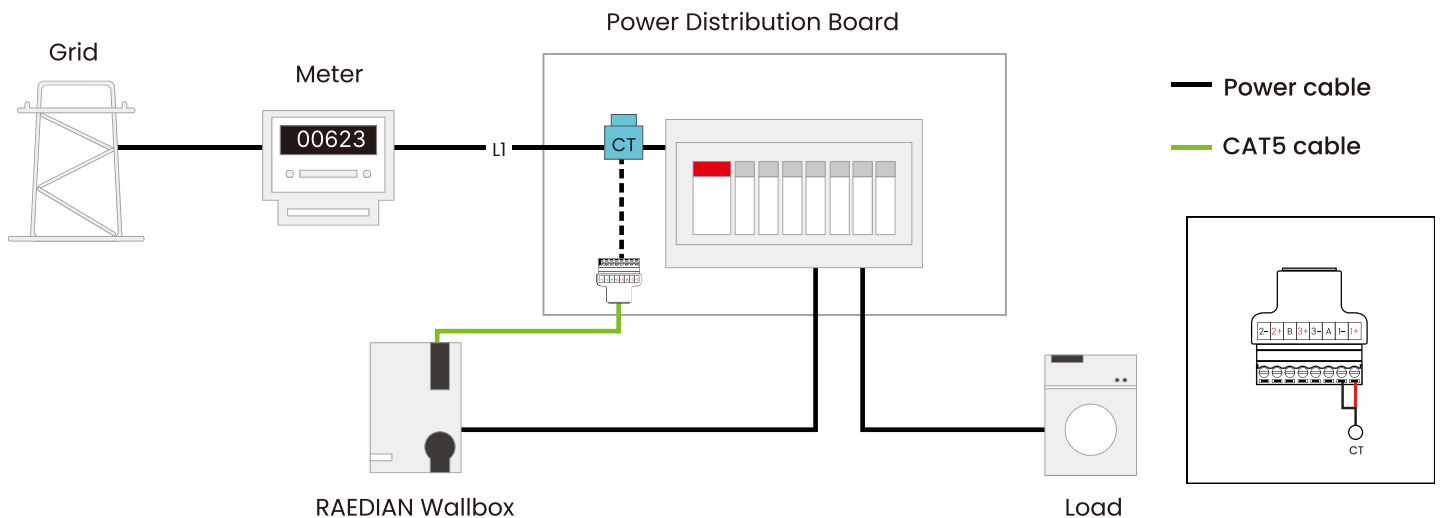 Power Distribution Board
Grid
Meter
00623
L1
CT
Power cable
CAT5 cable
2- 2+ B 3+ 3- A 1- 1+
CT
RAEDIAN Wallbox
Load